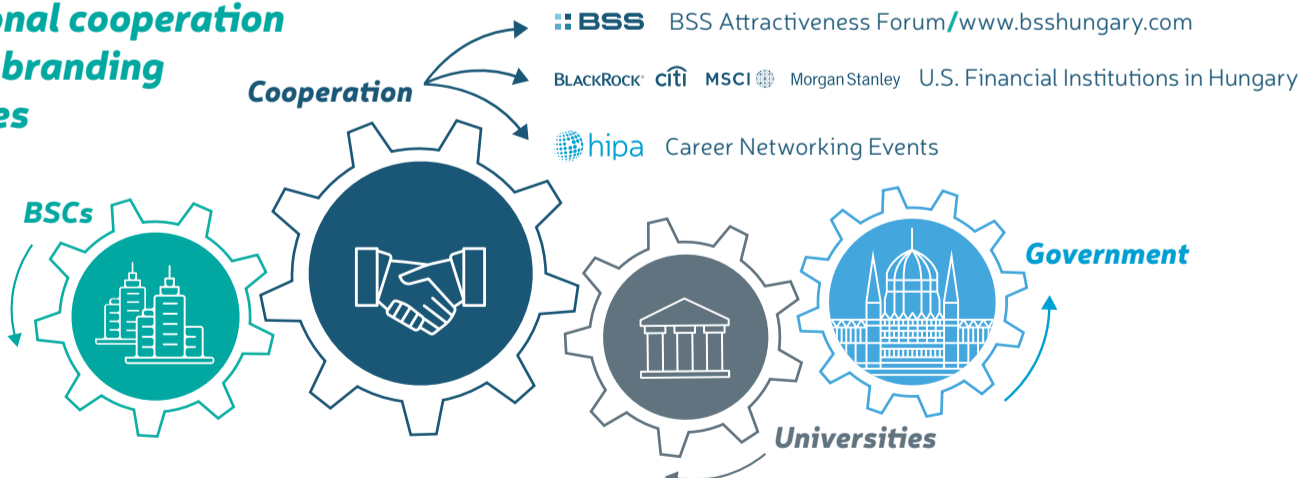 onal cooperation
branding
es
Cooperation
BSS BSS Attractiveness Forum/www.bsshungary.com
BLACKROCK® citi MSCI Morgan Stanley U.S. Financial Institutions in Hungary
hipa Career Networking Events
BSCs
Government
Universities